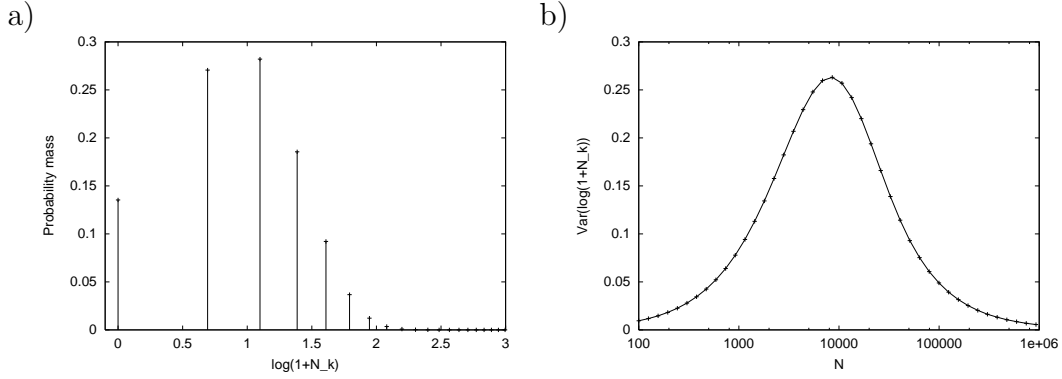 a)
Probability mass
0.3
0.25
0.2
0.15
0.1
0.05
0
0 0.5 1 1.5 2 2.5 3
log(1+N_k)
b)
Var(log(1+N_k))
0.3
0.25
0.2
0.15
0.1
0.05
0
100 1000 10000 100000 1e+06
N